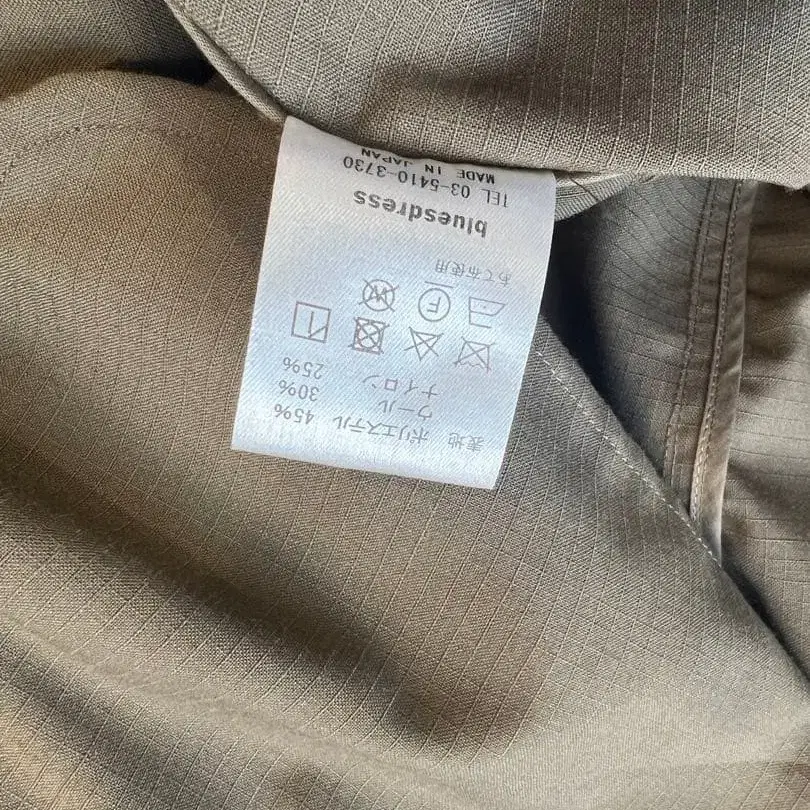 表地 ポリエステル 45%
ウール 30%
ナイロン 25%
F W
あて布使用
bluesdress
TEL 03-5410-3730
MADE IN JAPAN